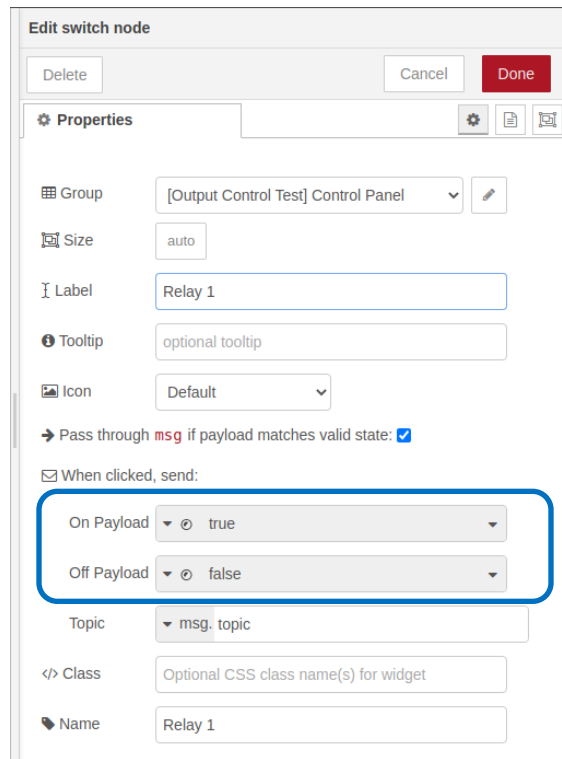 Edit switch node
Delete Cancel Done
Properties
Group [Output Control Test] Control Panel
Size auto
Label Relay 1
Tooltip optional tooltip
Icon Default
Pass through msg if payload matches valid state:
When clicked, send:
On Payload true
Off Payload false
Topic msg. topic
</> Class Optional CSS class name(s) for widget
Name Relay 1